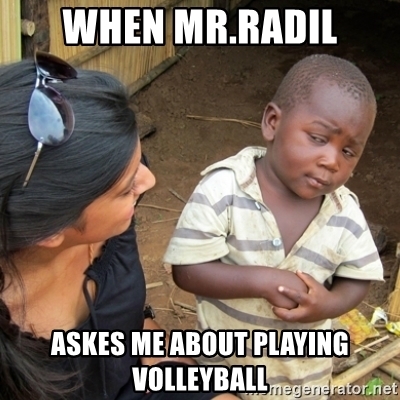 WHEN MR.RADIL
ASKES ME ABOUT PLAYING
VOLLEYBALL
memegenerator.net